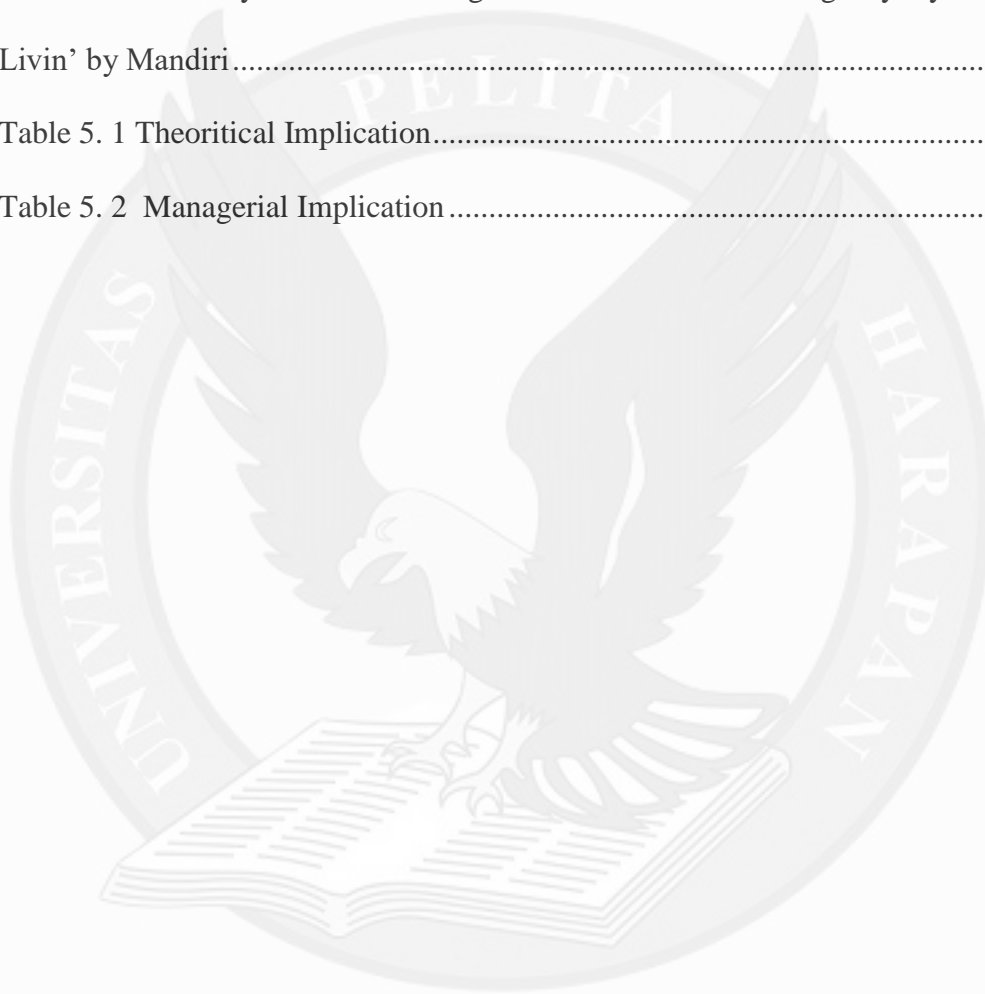 Livin’ by Mandiri.......................................................................................................
Table 5. 1 Theoritical Implication.....................................................................
Table 5. 2  Managerial Implication...................................................................
UNIVERSITAS PELITA HARAPAN